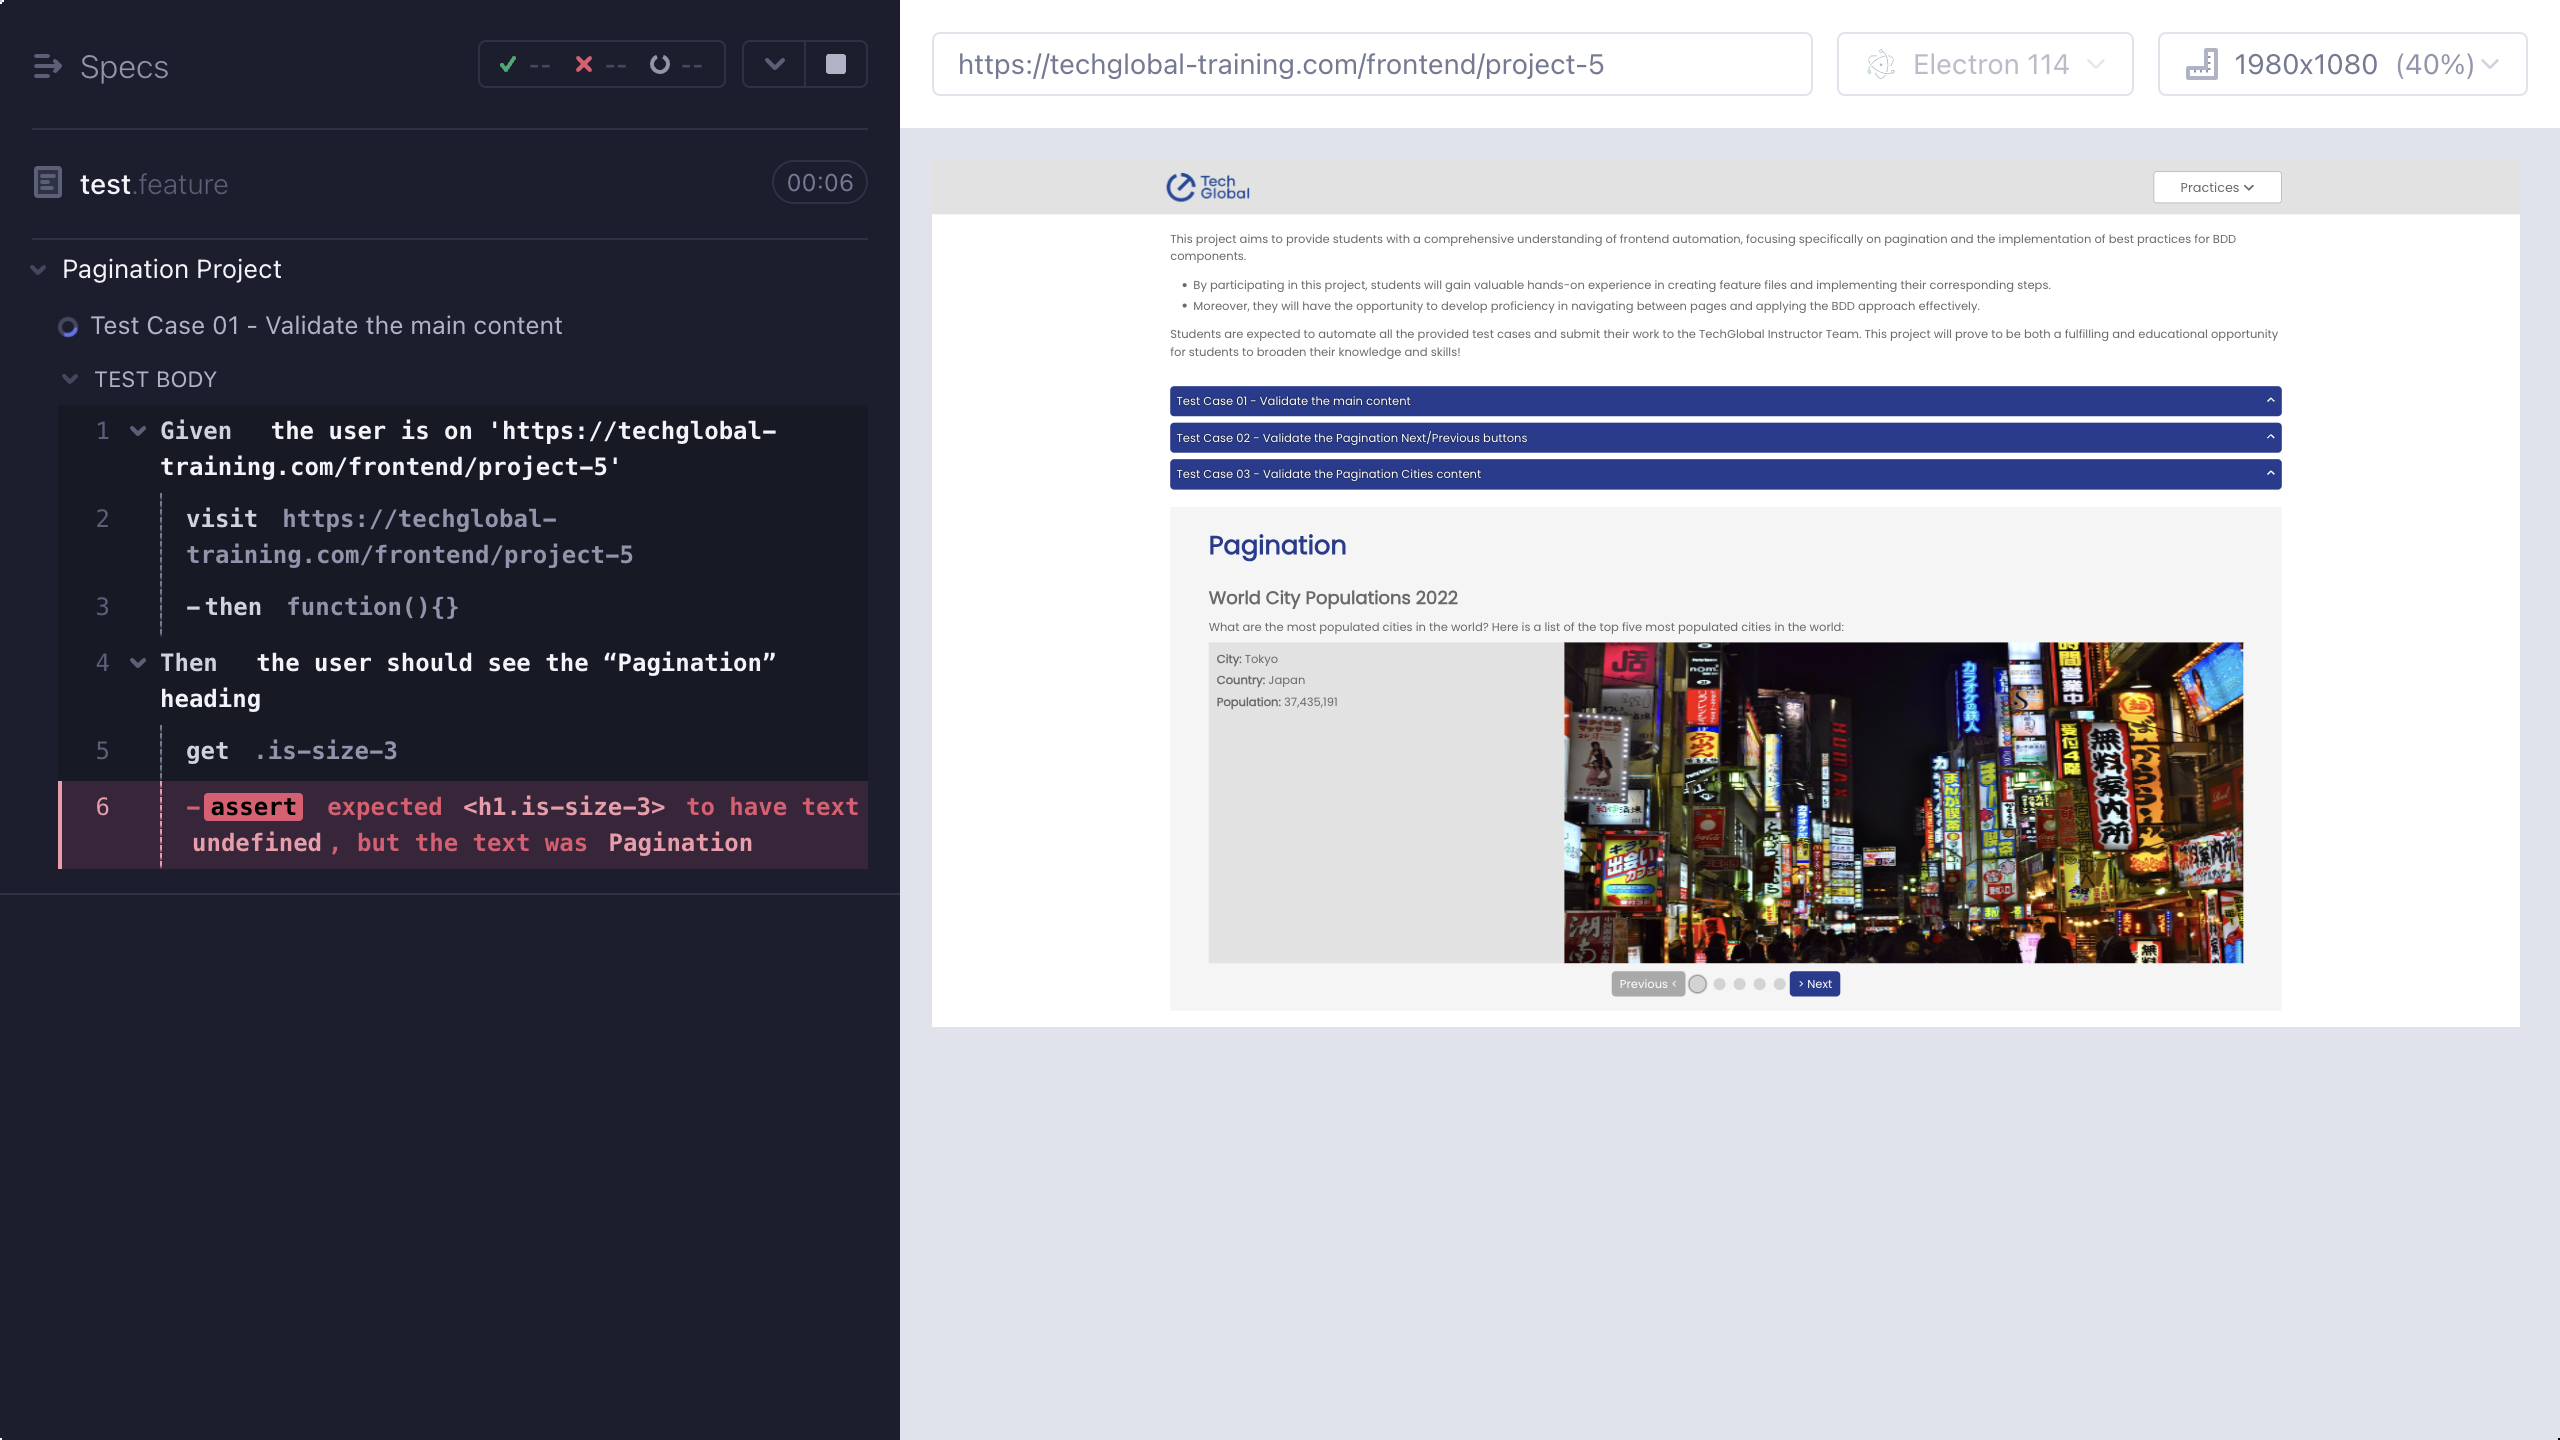 Specs
-- -- --
test.feature
00:06
Pagination Project
Test Case 01 - Validate the main content
TEST BODY
1 Given the user is on 'https://techglobal-
training.com/frontend/project-5'
2 visit https://techglobal-
training.com/frontend/project-5
3 -then function(){}
4 Then the user should see the “Pagination”
heading
5 get .is-size-3
6 -assert expected <h1.is-size-3> to have text
undefined, but the text was Pagination
https://techglobal-training.com/frontend/project-5
Electron 114
1980x1080 (40%)
Tech
Global
Practices
This project aims to provide students with a comprehensive understanding of frontend automation, focusing specifically on pagination and the implementation of best practices for BDD
components.
• By participating in this project, students will gain valuable hands-on experience in creating feature files and implementing their corresponding steps.
• Moreover, they will have the opportunity to develop proficiency in navigating between pages and applying the BDD approach effectively.
Students are expected to automate all the provided test cases and submit their work to the TechGlobal Instructor Team. This project will prove to be both a fulfilling and educational opportunity
for students to broaden their knowledge and skills!
Test Case 01 - Validate the main content
Test Case 02 - Validate the Pagination Next/Previous buttons
Test Case 03 - Validate the Pagination Cities content
Pagination
World City Populations 2022
What are the most populated cities in the world? Here is a list of the top five most populated cities in the world:
City: Tokyo
Country: Japan
Population: 37,435,191
無料案内所
Previous <
> Next